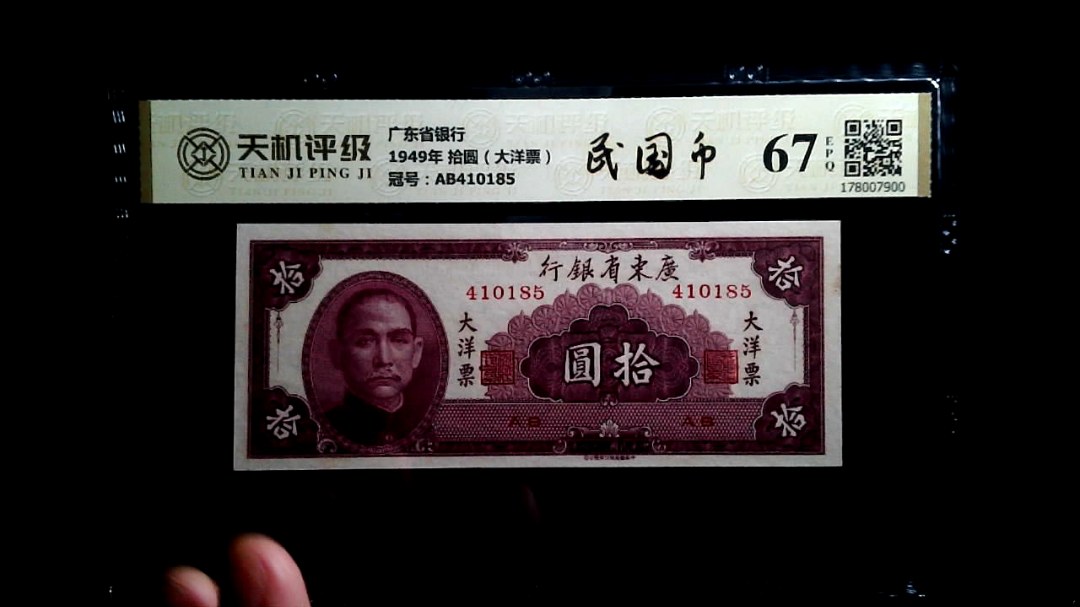 天机评级
TIAN JI PING JI
广东省银行
1949年 拾圆（大洋票）
冠号：AB410185
民国币
67
EPQ
178007900
行銀省東廣
410185 410185
拾 拾
大洋票 大洋票
圓拾
AB AB
拾 拾